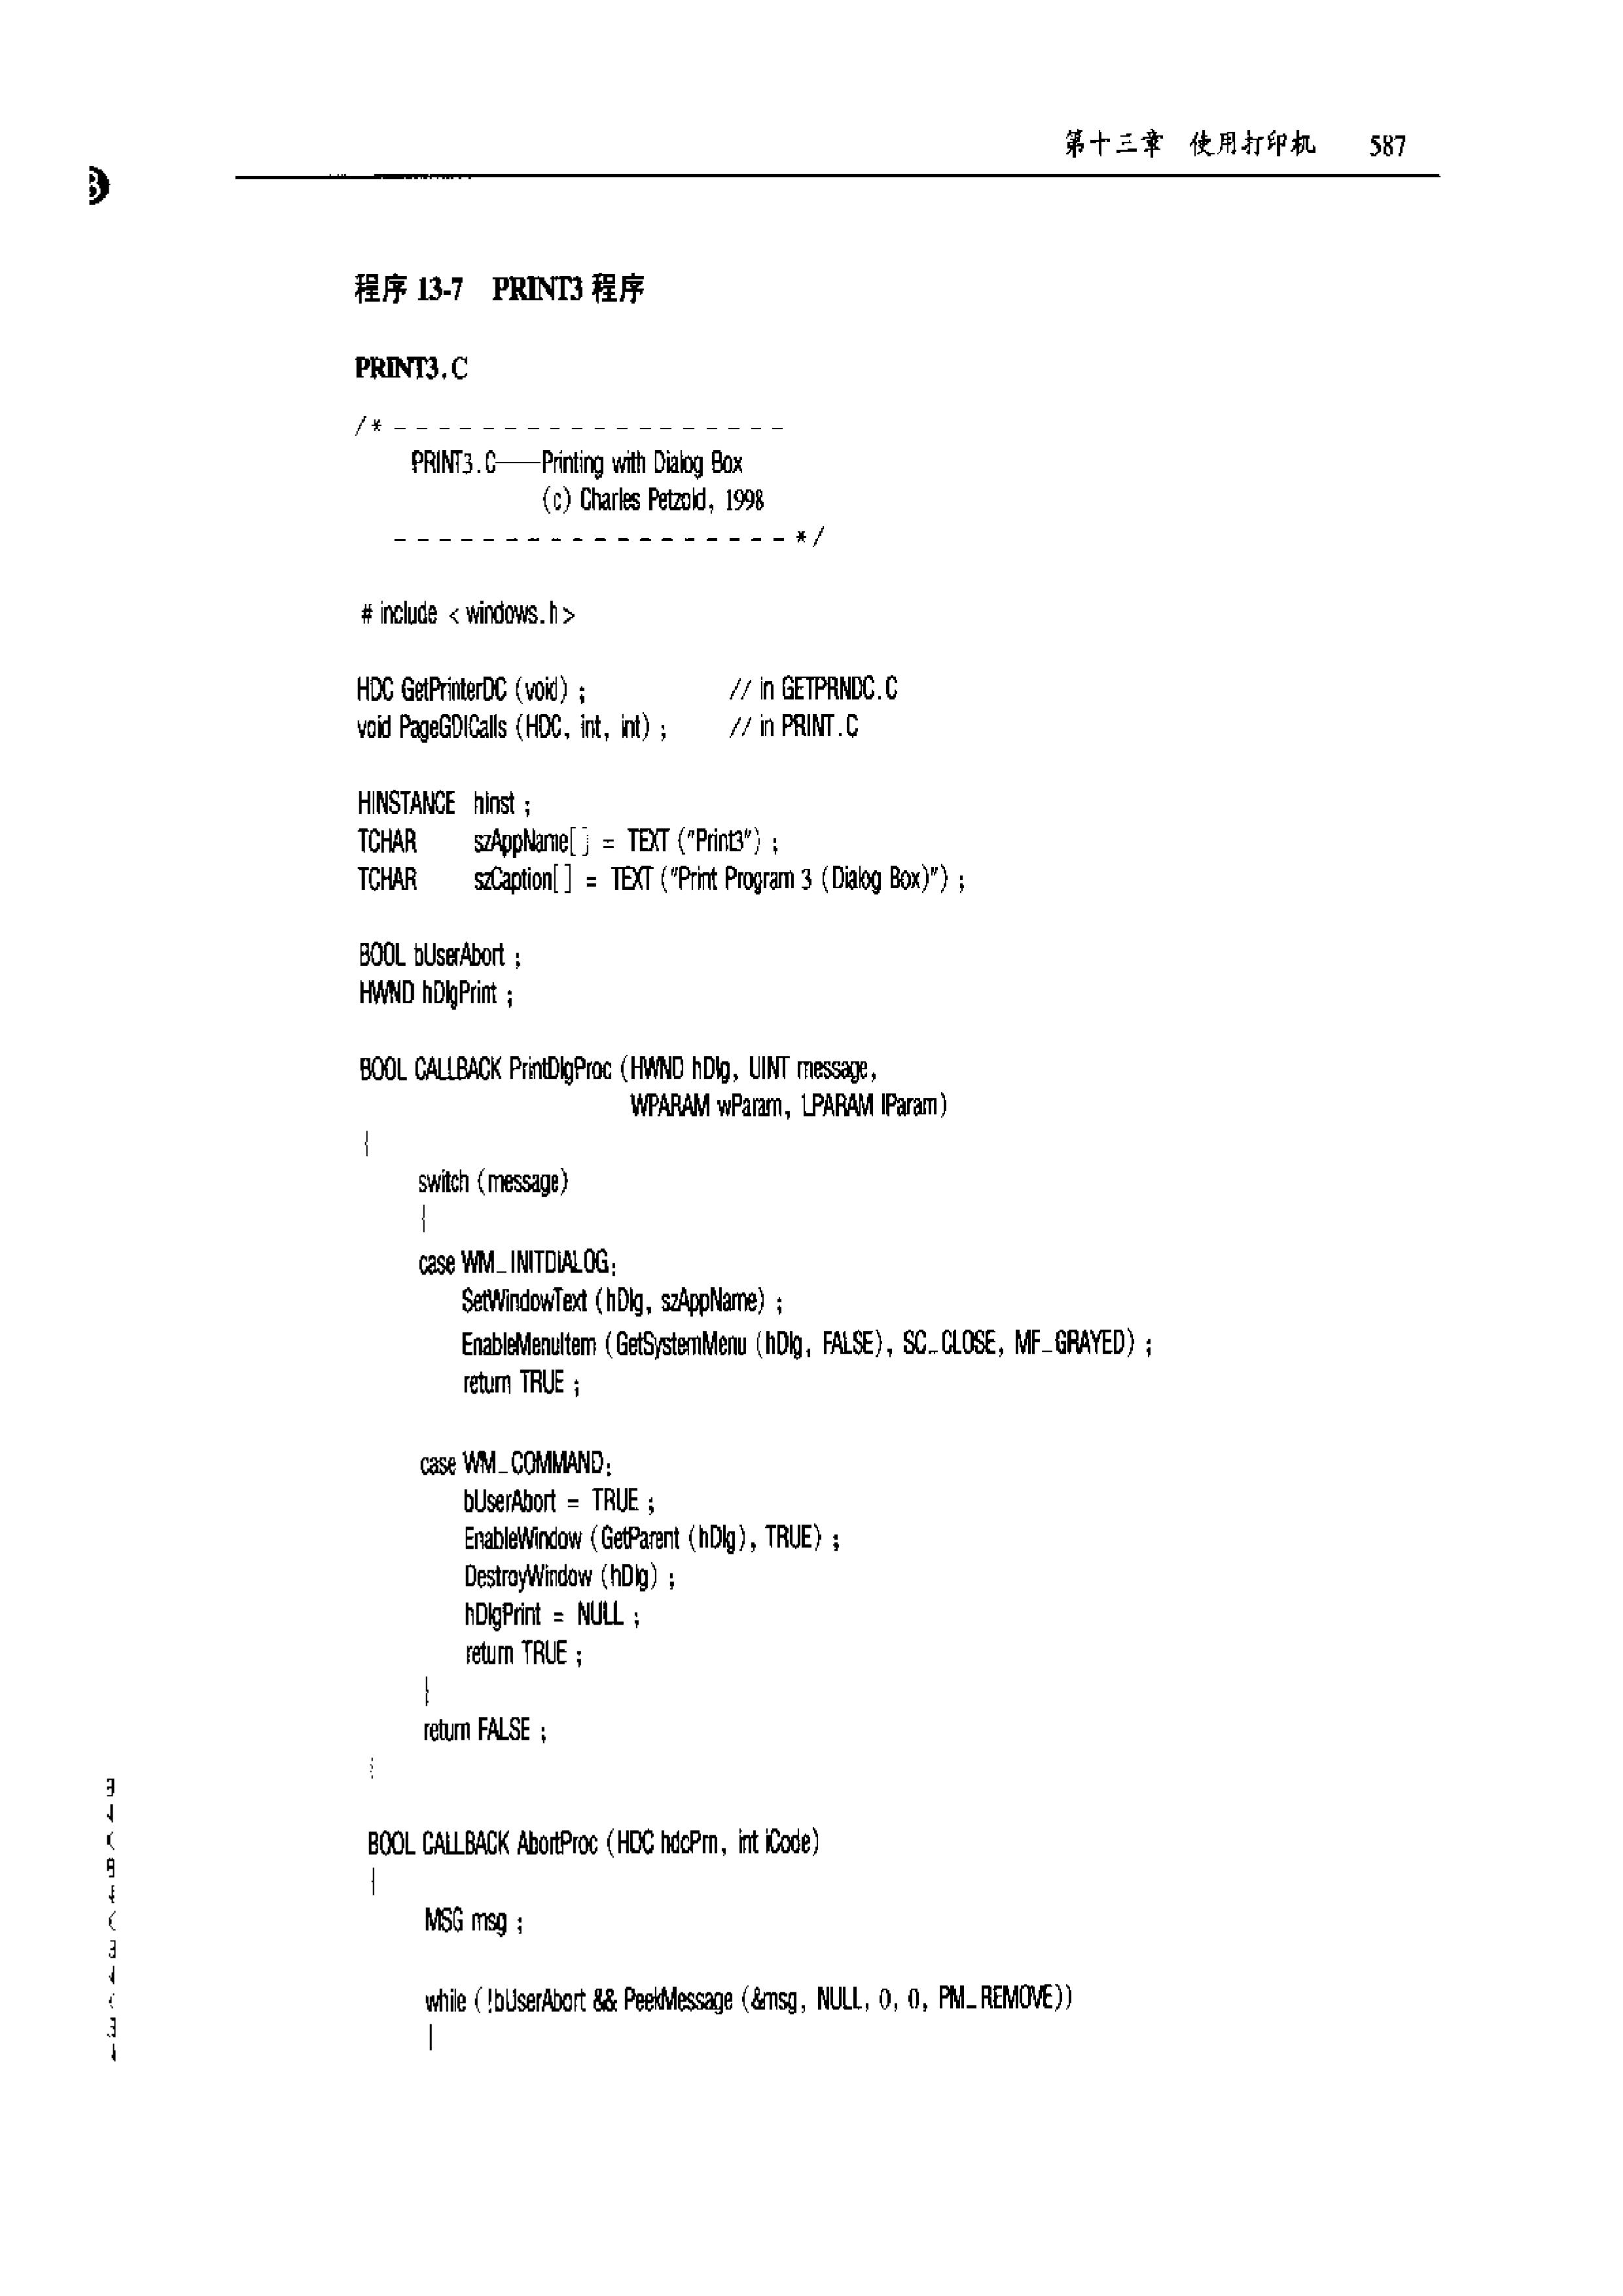 第十三章 使用打印机 587
程序 13-7 PRINT3 程序
PRINT3.C
/* - - - - - - - - - - - - - - - - - -
PRINT3.C——Printing with Dialog Box
(c) Charles Petzold, 1998
- - - - - - - - - - - - - - - - - - */
# include < windows.h >
HDC GetPrinterDC (void) ; // in GETPRNDC.C
void PageGDICalls (HDC, int, int) ; // in PRINT.C
HINSTANCE hInst ;
TCHAR szAppName[] = TEXT ("Print3") ;
TCHAR szCaption[] = TEXT ("Print Program 3 (Dialog Box)") ;
BOOL bUserAbort ;
HWND hDlgPrint ;
BOOL CALLBACK PrintDlgProc (HWND hDlg, UINT message,
WPARAM wParam, LPARAM lParam)
{
switch (message)
{
case WM_INITDIALOG:
SetWindowText (hDlg, szAppName) ;
EnableMenuItem (GetSystemMenu (hDlg, FALSE), SC_CLOSE, MF_GRAYED) ;
return TRUE ;
case WM_COMMAND:
bUserAbort = TRUE ;
EnableWindow (GetParent (hDlg), TRUE) ;
DestroyWindow (hDlg) ;
hDlgPrint = NULL ;
return TRUE ;
}
return FALSE ;
}
BOOL CALLBACK AbortProc (HDC hdcPrn, int iCode)
{
MSG msg ;
while (!bUserAbort && PeekMessage (&msg, NULL, 0, 0, PM_REMOVE))
{